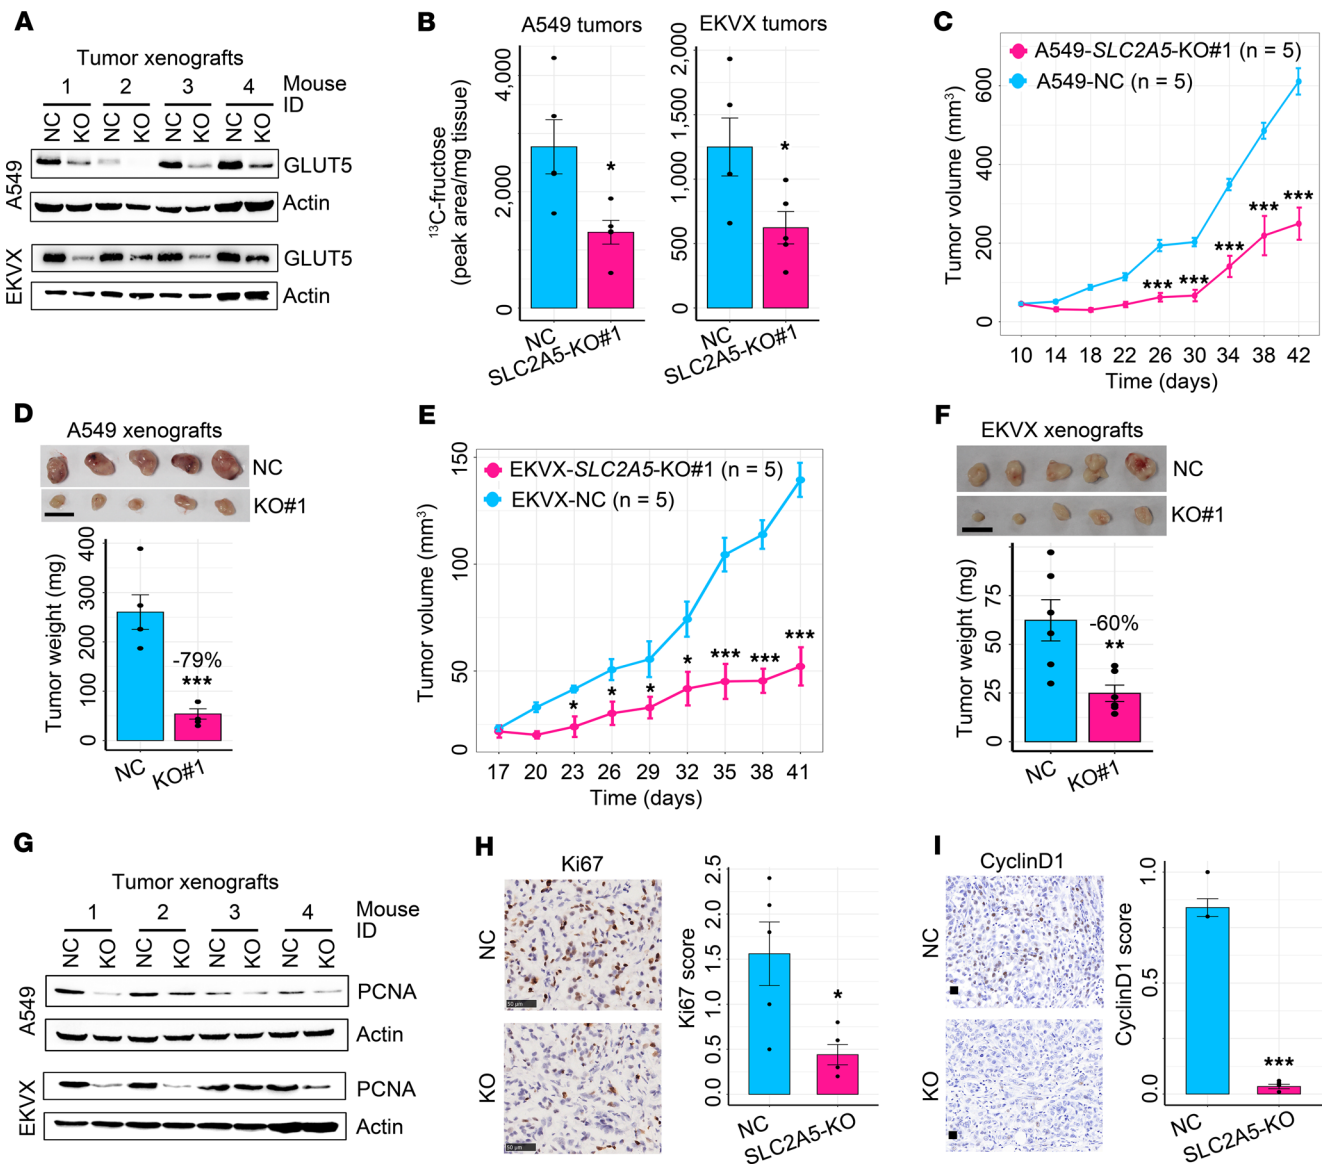 A
Tumor xenografts
1 2 3 4 Mouse ID
NC KO NC KO NC KO NC KO
A549
GLUT5
Actin
EKVX
GLUT5
Actin
B
A549 tumors
EKVX tumors
¹³C-fructose
(peak area/mg tissue)
4,000
2,000
0
*
NC
SLC2A5-KO#1
2,000
1,500
1,000
500
0
*
NC
SLC2A5-KO#1
C
A549-SLC2A5-KO#1 (n = 5)
A549-NC (n = 5)
Tumor volume (mm³)
600
400
200
0
*** *** *** *** ***
10 14 18 22 26 30 34 38 42
Time (days)
D
A549 xenografts
NC
KO#1
Tumor weight (mg)
400
300
200
100
0
-79%
***
NC KO#1
E
EKVX-SLC2A5-KO#1 (n = 5)
EKVX-NC (n = 5)
Tumor volume (mm³)
150
100
50
0
* * * * *** *** ***
17 20 23 26 29 32 35 38 41
Time (days)
F
EKVX xenografts
NC
KO#1
Tumor weight (mg)
75
50
25
0
-60%
**
NC KO#1
G
Tumor xenografts
1 2 3 4 Mouse ID
NC KO NC KO NC KO NC KO
A549
PCNA
Actin
EKVX
PCNA
Actin
H
Ki67
NC
50 µm
KO
50 µm
Ki67 score
2.5
2.0
1.5
1.0
0.5
0.0
*
NC
SLC2A5-KO
I
CyclinD1
NC
KO
CyclinD1 score
1.0
0.5
0.0
***
NC
SLC2A5-KO